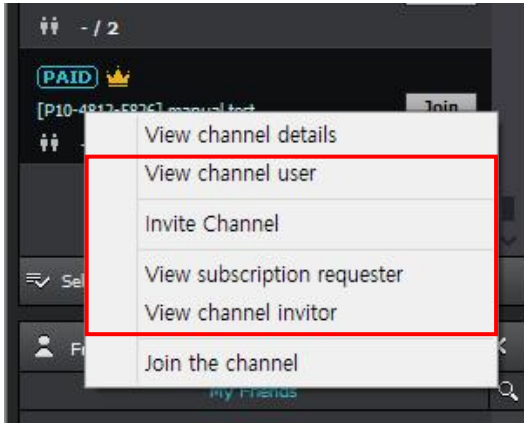 - / 2
PAID
[P10-4812-5826] manual test
Join
View channel details
View channel user
Invite Channel
View subscription requester
View channel invitor
Join the channel
My Friends